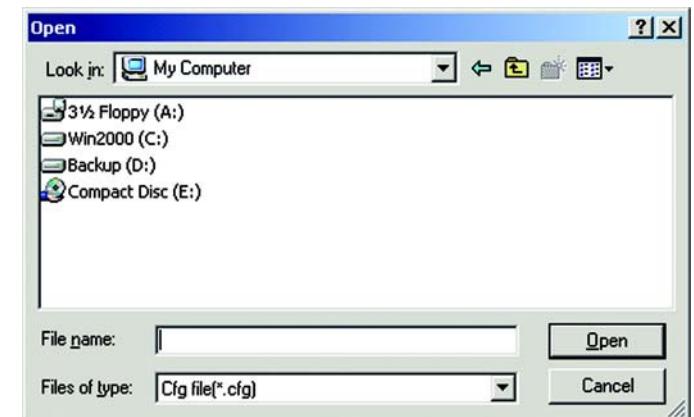 Open
Look in: My Computer
3½ Floppy (A:)
Win2000 (C:)
Backup (D:)
Compact Disc (E:)
File name: Open
Files of type: Cfg file(*.cfg) Cancel